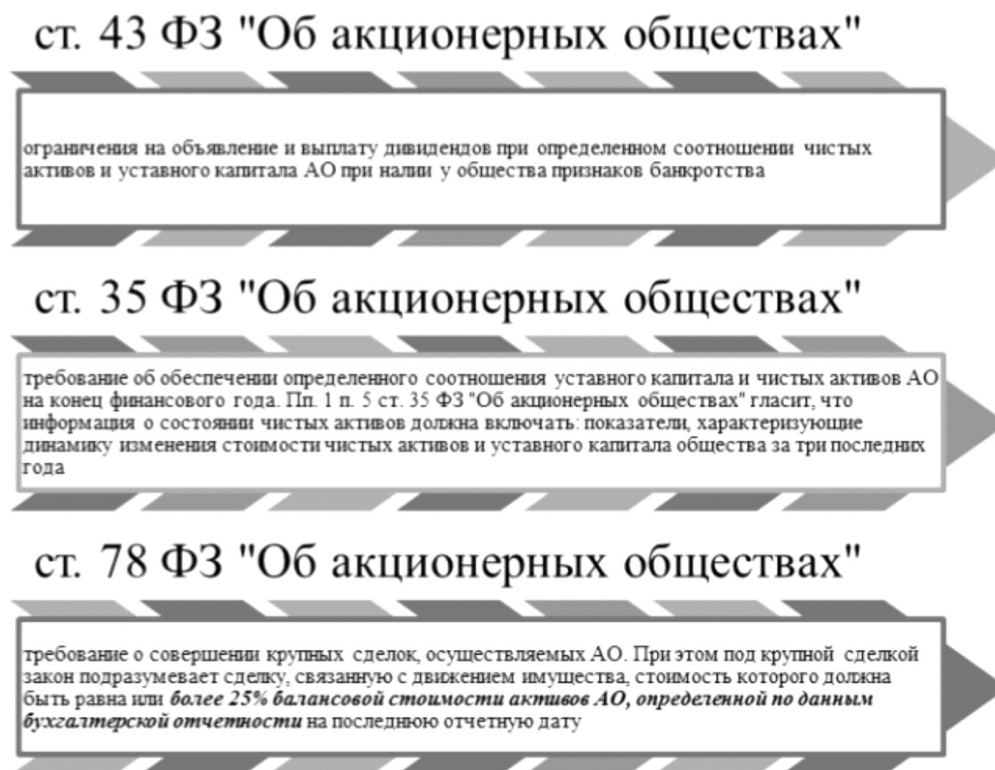 ст. 43 ФЗ "Об акционерных обществах"
ограничения на объявление и выплату дивидендов при определенном соотношении чистых
активов и уставного капитала АО при налии у общества признаков банкротства
ст. 35 ФЗ "Об акционерных обществах"
требование об обеспечении определенного соотношения уставного капитала и чистых активов АО
на конец финансового года. Пп. 1 п. 5 ст. 35 ФЗ "Об акционерных обществах" гласит, что
информация о состоянии чистых активов должна включать: показатели, характеризующие
динамику изменения стоимости чистых активов и уставного капитала общества за три последних
года
ст. 78 ФЗ "Об акционерных обществах"
требование о совершении крупных сделок, осуществляемых АО. При этом под крупной сделкой
закон подразумевает сделку, связанную с движением имущества, стоимость которого должна
быть равна или более 25% балансовой стоимости активов АО, определенной по данным
бухгалтерской отчетности на последнюю отчетную дату